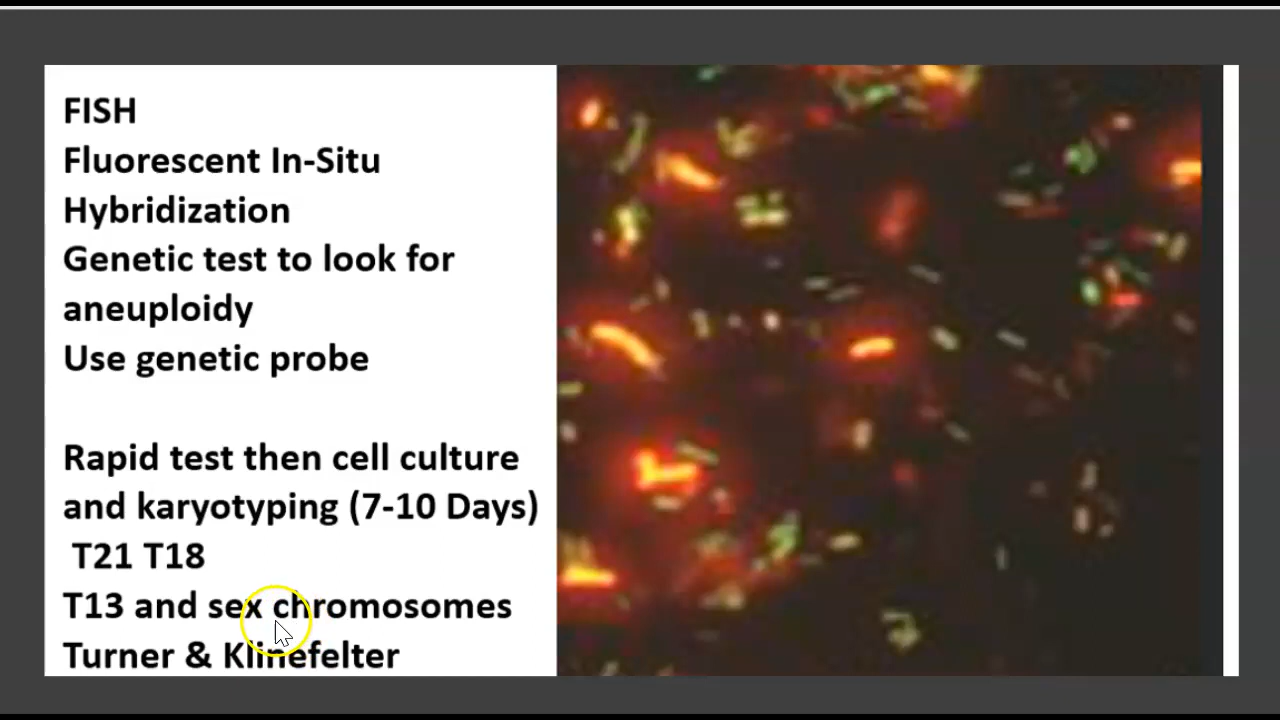 FISH
Fluorescent In-Situ
Hybridization
Genetic test to look for
aneuploidy
Use genetic probe
Rapid test then cell culture
and karyotyping (7-10 Days)
T21 T18
T13 and sex chromosomes
Turner & Klinefelter